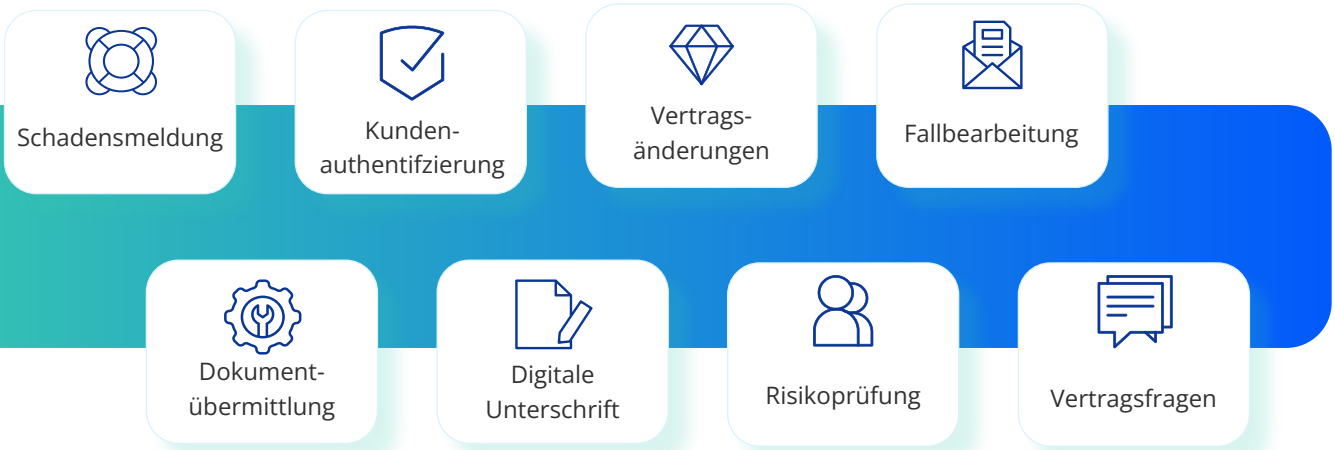 Schadensmeldung
Kunden-
authentifzierung
Vertrags-
änderungen
Fallbearbeitung
Dokument-
übermittlung
Digitale
Unterschrift
Risikoprüfung
Vertragsfragen